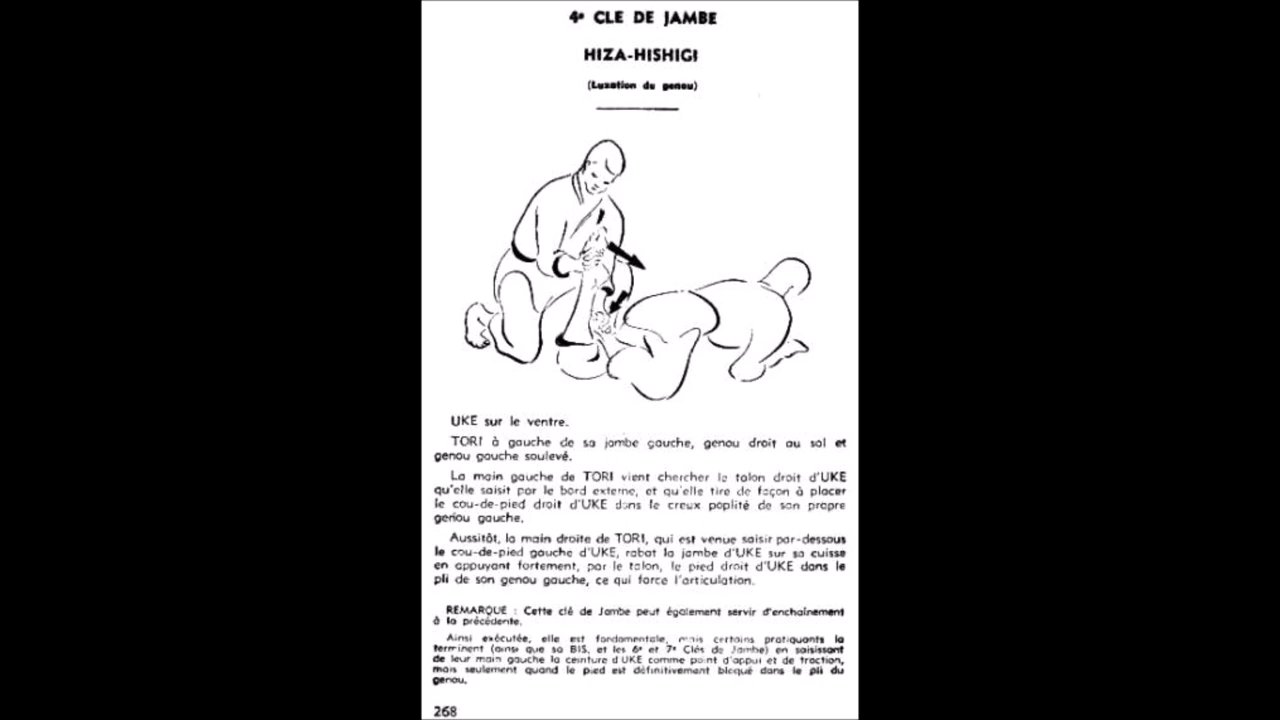 4e CLE DE JAMBE
HIZA-HISHIGI
(Luxation du genou)
UKE sur le ventre.
TORI à gauche de sa jambe gauche, genou droit au sol et
genou gauche soulevé.
La main gauche de TORI vient chercher le talon droit d'UKE
qu'elle saisit par le bord externe, et qu'elle tire de façon à placer
le cou-de-pied droit d'UKE dans le creux poplité de son propre
genou gauche.
Aussitôt, la main droite de TORI, qui est venue saisir par-dessous
le cou-de-pied gauche d'UKE, rabat la jambe d'UKE sur sa cuisse
en appuyant fortement, par le talon, le pied droit d'UKE dans le
pli de son genou gauche, ce qui force l'articulation.
REMARQUE : Cette clé de Jambe peut également servir d'enchaînement
à la précédente.
Ainsi exécutée, elle est fondamentale, mais certains pratiquants la
terminent (ainsi que sa BIS, et les 6e et 7e Clés de Jambe) en saisissant
de leur main gauche la ceinture d'UKE comme point d'appui et de traction,
mais seulement quand le pied est définitivement bloqué dans le pli du
genou.
268